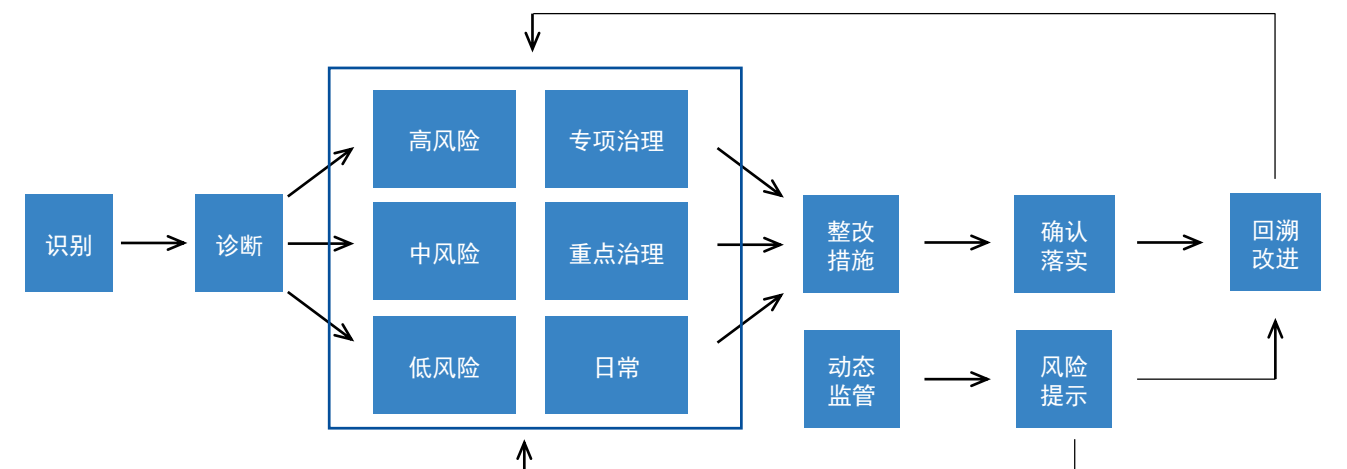 识别
诊断
高风险
专项治理
中风险
重点治理
低风险
日常
整改
措施
确认
落实
回溯
改进
动态
监管
风险
提示